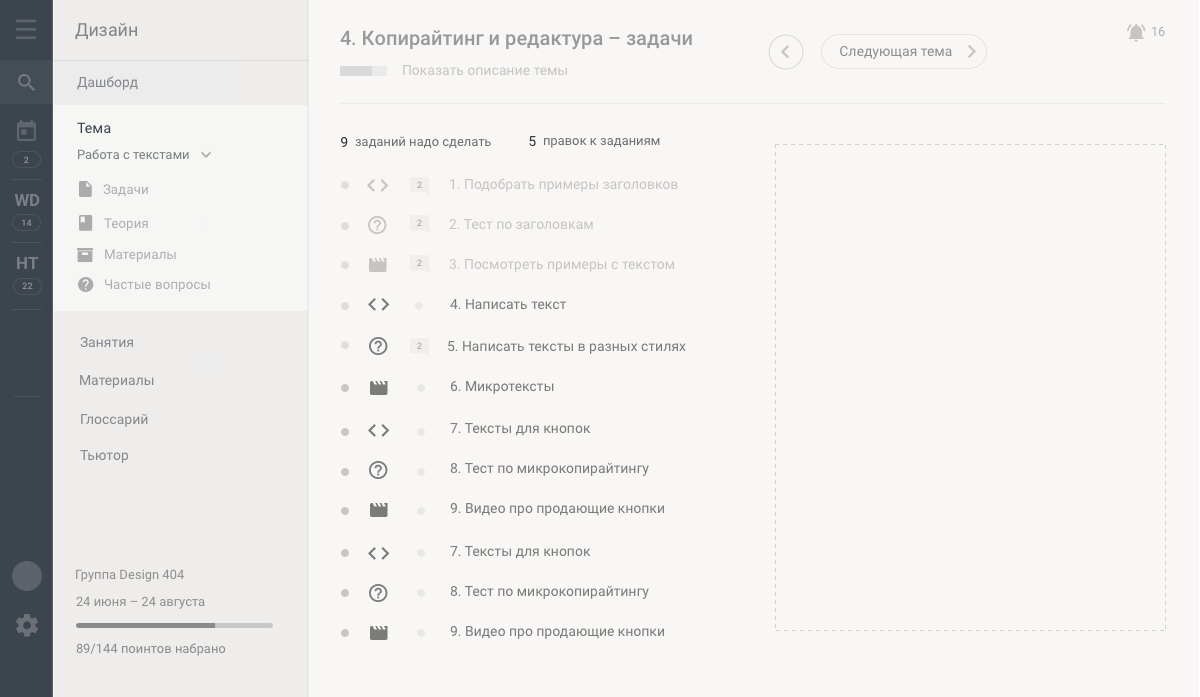 2
WD
14
HT
22
Дизайн
Дашборд
Тема
Работа с текстами
Задачи
Теория
Материалы
Частые вопросы
Занятия
Материалы
Глоссарий
Тьютор
Группа Design 404
24 июня – 24 августа
89/144 поинтов набрано
4. Копирайтинг и редактура – задачи
Показать описание темы
Следующая тема
16
9 заданий надо сделать
5 правок к заданиям
2 1. Подобрать примеры заголовков
2 2. Тест по заголовкам
2 3. Посмотреть примеры с текстом
4. Написать текст
2 5. Написать тексты в разных стилях
6. Микротексты
7. Тексты для кнопок
8. Тест по микрокопирайтингу
9. Видео про продающие кнопки
7. Тексты для кнопок
8. Тест по микрокопирайтингу
9. Видео про продающие кнопки